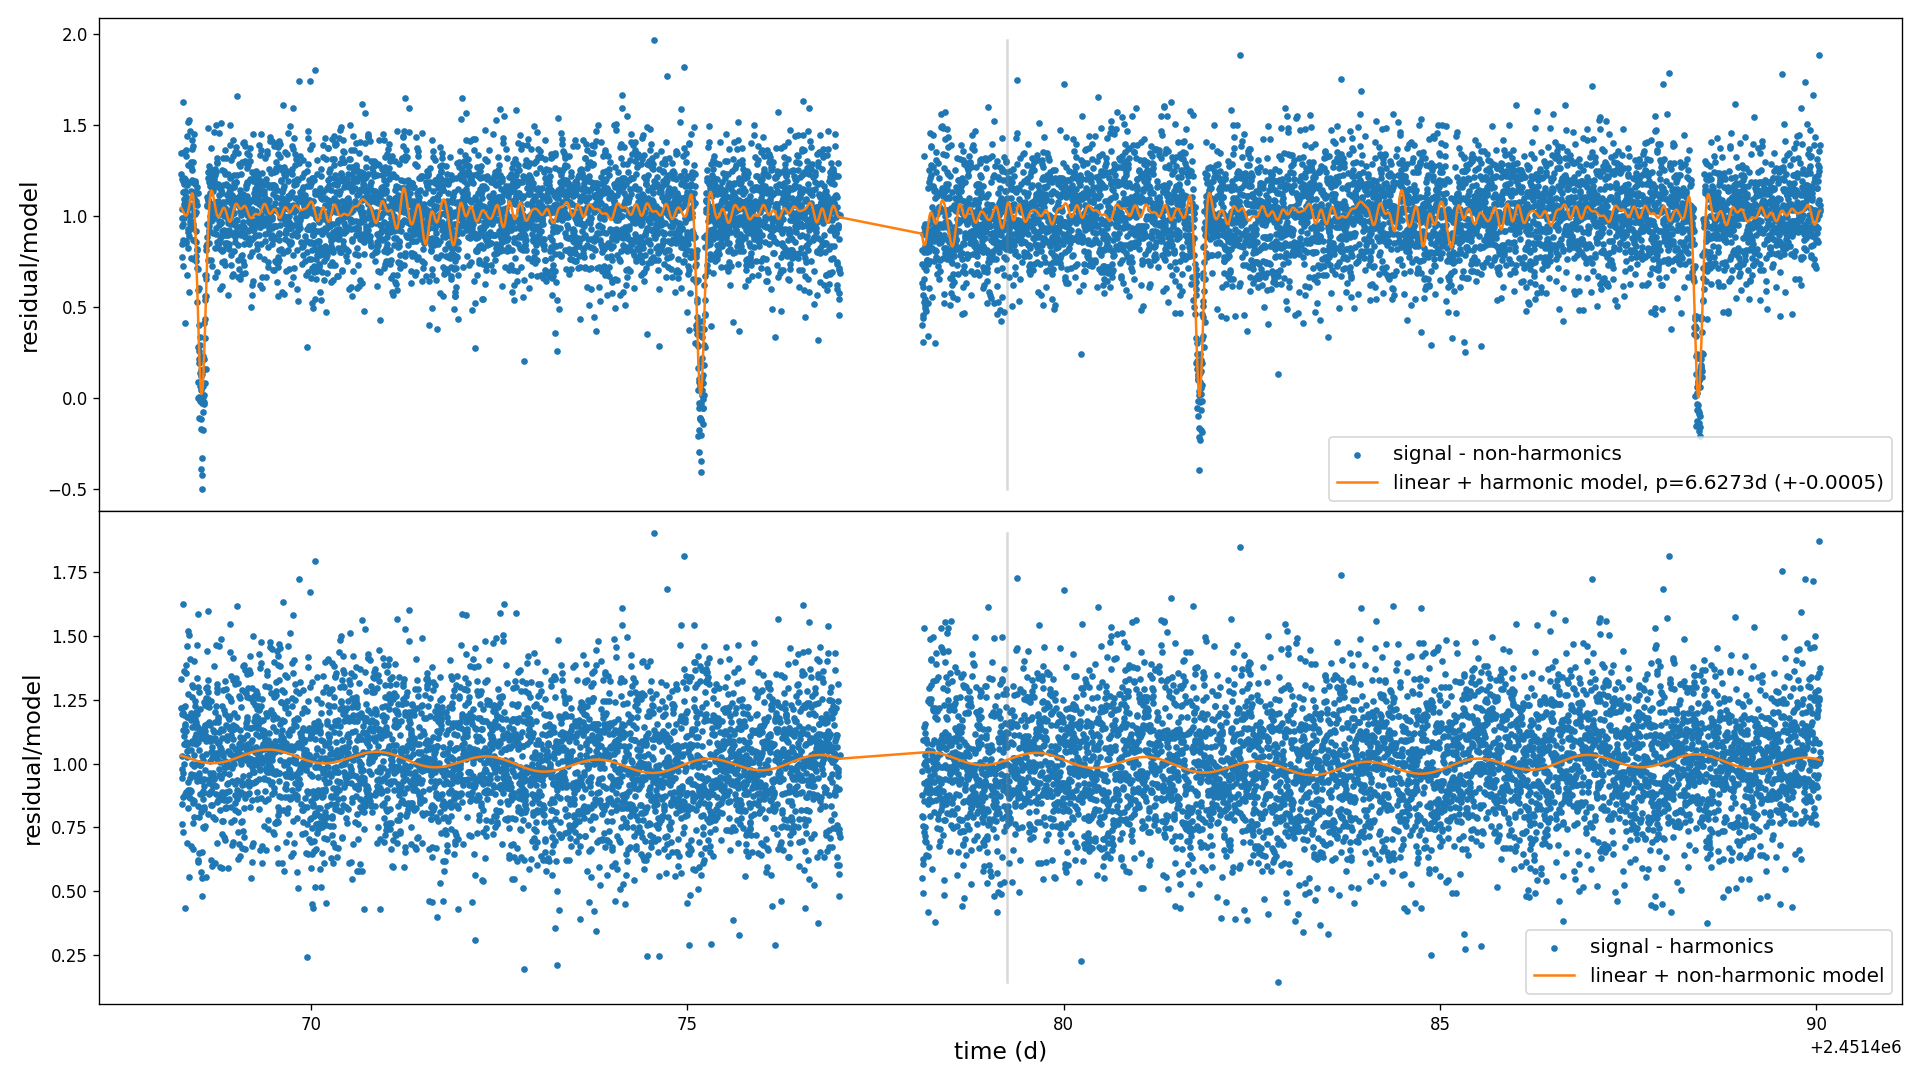 2.0
1.5
1.0
0.5
0.0
−0.5
residual/model
signal - non-harmonics
linear + harmonic model, p=6.6273d (+-0.0005)
1.75
1.50
1.25
1.00
0.75
0.50
0.25
residual/model
signal - harmonics
linear + non-harmonic model
70
75
80
85
90
time (d)
+2.4514e6